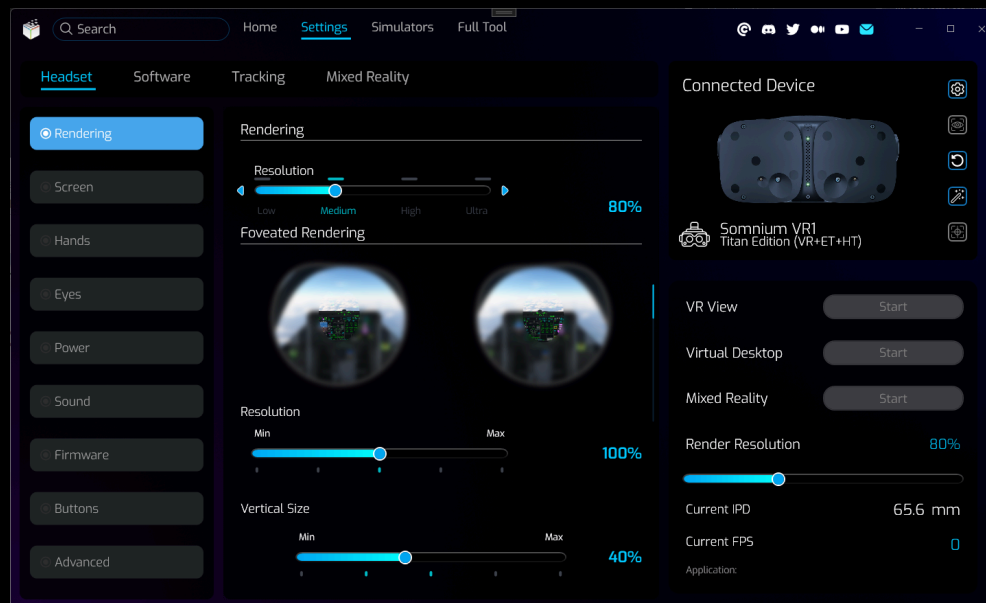 Search
Home
Settings
Simulators
Full Tool
Headset
Software
Tracking
Mixed Reality
Rendering
Screen
Hands
Eyes
Power
Sound
Firmware
Buttons
Advanced
Rendering
Resolution
Low
Medium
High
Ultra
80%
Foveated Rendering
Resolution
Min
Max
100%
Vertical Size
Min
Max
40%
Connected Device
Somnium VR1
Titan Edition (VR+ET+HT)
VR View
Start
Virtual Desktop
Start
Mixed Reality
Start
Render Resolution
80%
Current IPD
65.6 mm
Current FPS
0
Application: